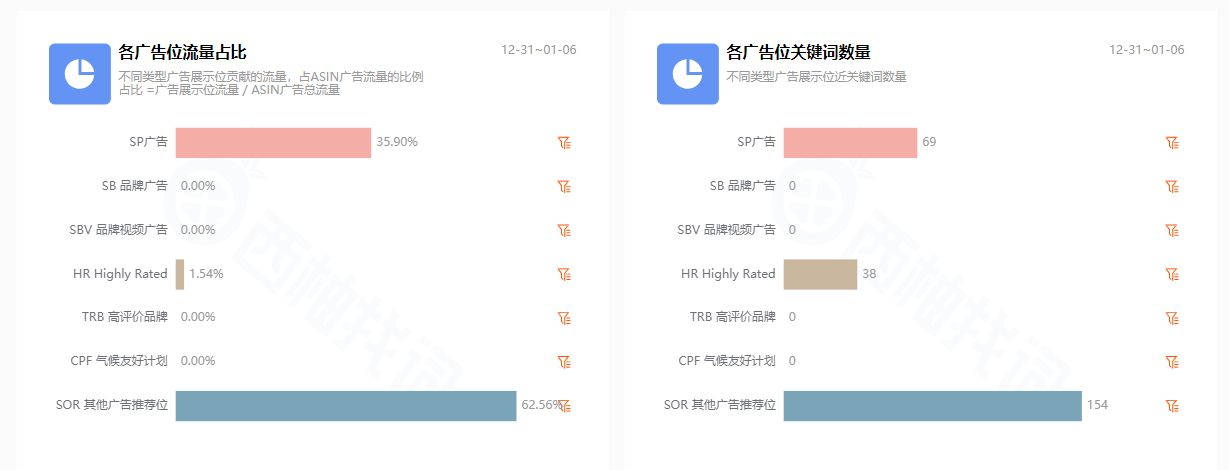 各广告位流量占比
12-31~01-06
不同类型广告展示位贡献的流量，占ASIN广告流量的比例
占比 =广告展示位流量 / ASIN广告总流量
SP广告
35.90%
SB 品牌广告
0.00%
SBV 品牌视频广告
0.00%
HR Highly Rated
1.54%
TRB 高评价品牌
0.00%
CPF 气候友好计划
0.00%
SOR 其他广告推荐位
62.56%
西柚找词
各广告位关键词数量
12-31~01-06
不同类型广告展示位近关键词数量
SP广告
69
SB 品牌广告
0
SBV 品牌视频广告
0
HR Highly Rated
38
TRB 高评价品牌
0
CPF 气候友好计划
0
SOR 其他广告推荐位
154
西柚找词